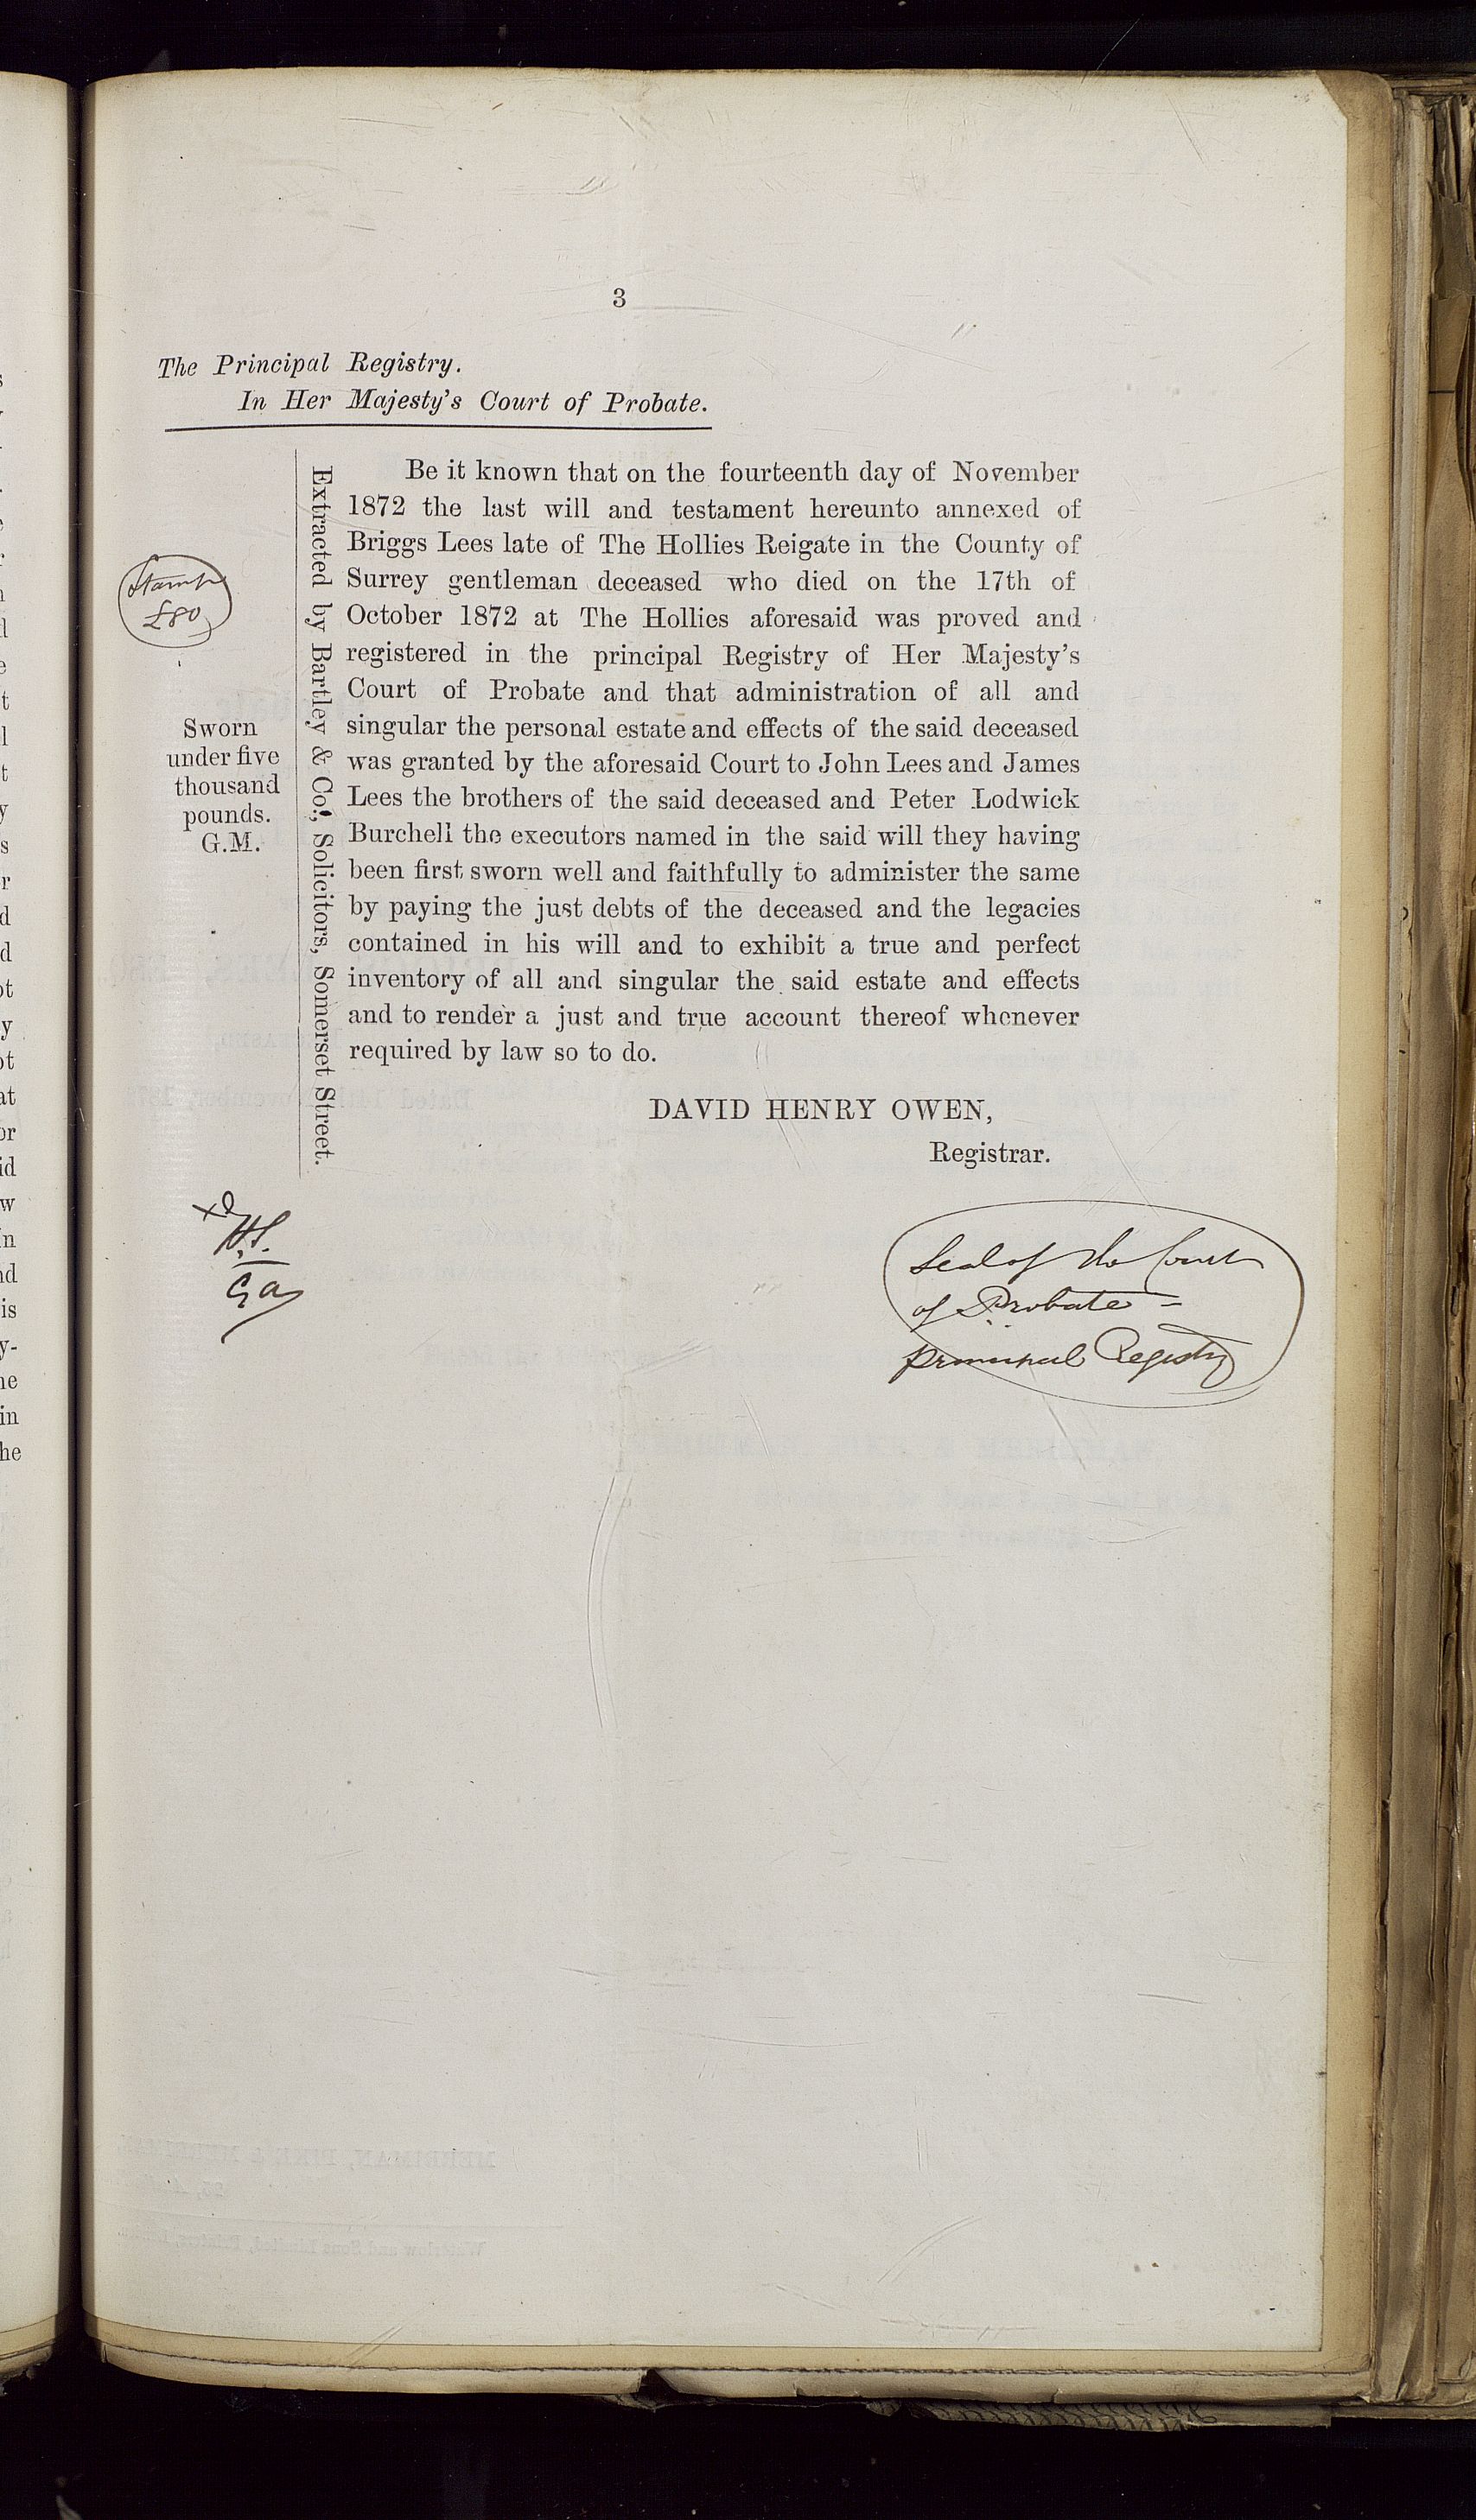 3
The Principal Registry.
In Her Majesty's Court of Probate.
Stamp
£80
Sworn
under five
thousand
pounds.
G.M.
Extracted by Bartley & Co., Solicitors, Somerset Street.
Be it known that on the fourteenth day of November
1872 the last will and testament hereunto annexed of
Briggs Lees late of The Hollies Reigate in the County of
Surrey gentleman deceased who died on the 17th of
October 1872 at The Hollies aforesaid was proved and
registered in the principal Registry of Her Majesty's
Court of Probate and that administration of all and
singular the personal estate and effects of the said deceased
was granted by the aforesaid Court to John Lees and James
Lees the brothers of the said deceased and Peter Lodwick
Burchell the executors named in the said will they having
been first sworn well and faithfully to administer the same
by paying the just debts of the deceased and the legacies
contained in his will and to exhibit a true and perfect
inventory of all and singular the said estate and effects
and to render a just and true account thereof whenever
required by law so to do.
DAVID HENRY OWEN,
Registrar.
Seal of the Court
of Probate =
principal Registry